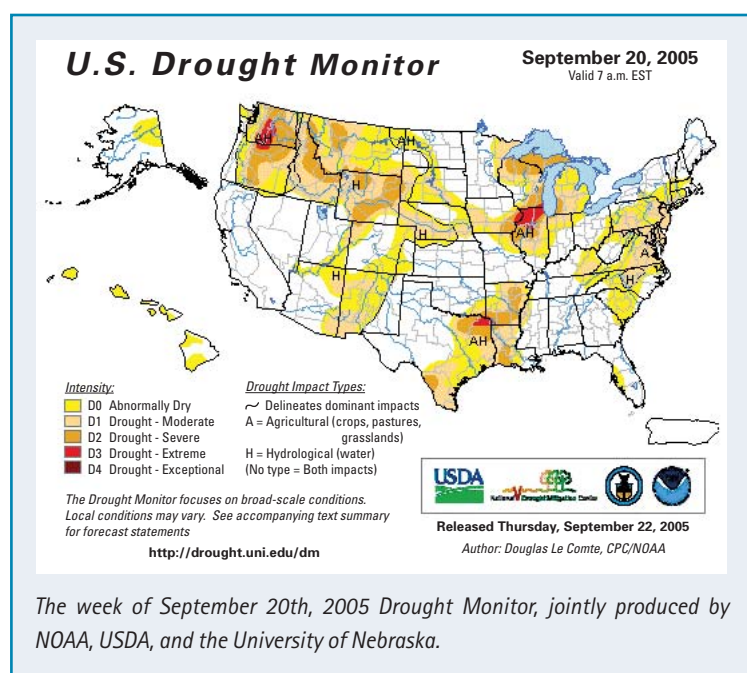 U.S. Drought Monitor
September 20, 2005
Valid 7 a.m. EST
AH
AH
H
H
AH
A
H
H
AH
Intensity:
D0 Abnormally Dry
D1 Drought - Moderate
D2 Drought - Severe
D3 Drought - Extreme
D4 Drought - Exceptional
Drought Impact Types:
Delineates dominant impacts
A = Agricultural (crops, pastures,
grasslands)
H = Hydrological (water)
(No type = Both impacts)
The Drought Monitor focuses on broad-scale conditions.
Local conditions may vary. See accompanying text summary
for forecast statements
http://drought.uni.edu/dm
USDA
National Drought Mitigation Center
Released Thursday, September 22, 2005
Author: Douglas Le Comte, CPC/NOAA
The week of September 20th, 2005 Drought Monitor, jointly produced by
NOAA, USDA, and the University of Nebraska.